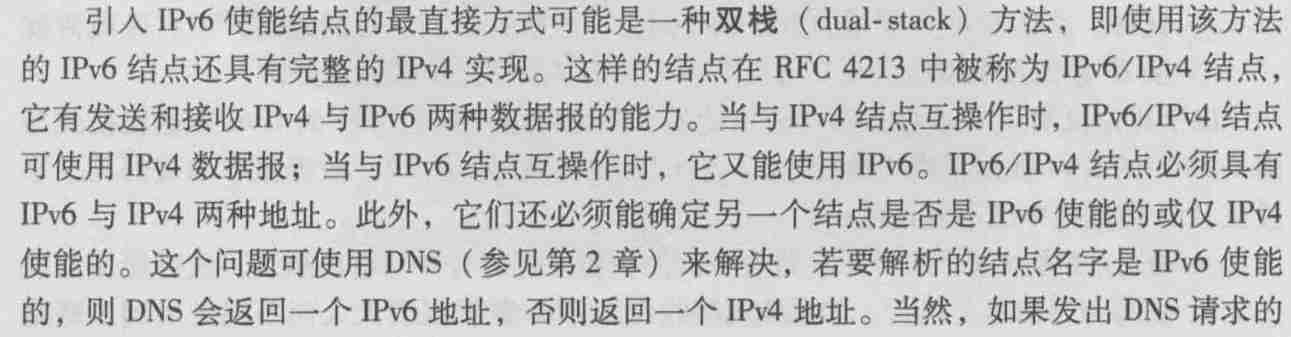 引入 IPv6 使能结点的最直接方式可能是一种双栈（dual-stack）方法，即使用该方法
的 IPv6 结点还具有完整的 IPv4 实现。这样的结点在 RFC 4213 中被称为 IPv6/IPv4 结点，
它有发送和接收 IPv4 与 IPv6 两种数据报的能力。当与 IPv4 结点互操作时，IPv6/IPv4 结点
可使用 IPv4 数据报；当与 IPv6 结点互操作时，它又能使用 IPv6。IPv6/IPv4 结点必须具有
IPv6 与 IPv4 两种地址。此外，它们还必须能确定另一个结点是否是 IPv6 使能的或仅 IPv4
使能的。这个问题可使用 DNS（参见第 2 章）来解决，若要解析的结点名字是 IPv6 使能
的，则 DNS 会返回一个 IPv6 地址，否则返回一个 IPv4 地址。当然，如果发出 DNS 请求的